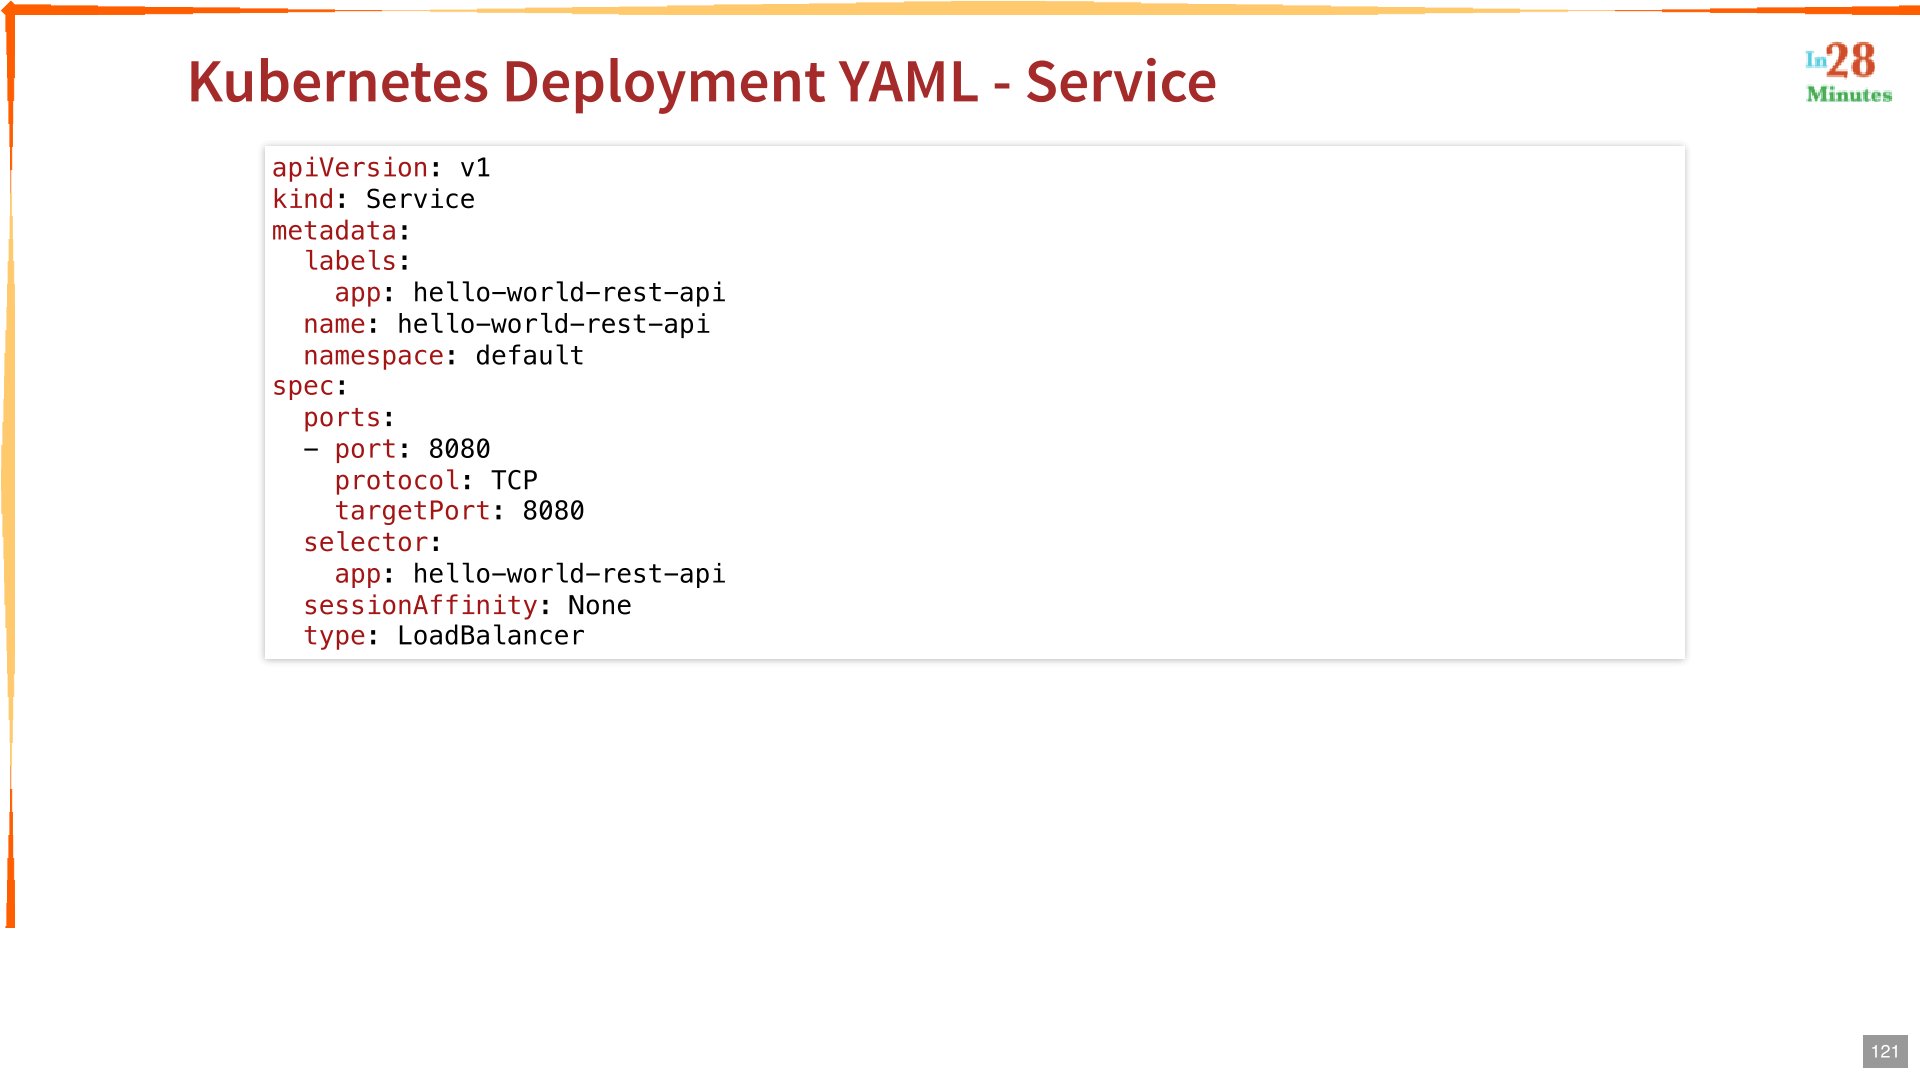 Kubernetes Deployment YAML - Service
In28
Minutes
apiVersion: v1
kind: Service
metadata:
  labels:
    app: hello-world-rest-api
  name: hello-world-rest-api
  namespace: default
spec:
  ports:
  - port: 8080
    protocol: TCP
    targetPort: 8080
  selector:
    app: hello-world-rest-api
  sessionAffinity: None
  type: LoadBalancer
121